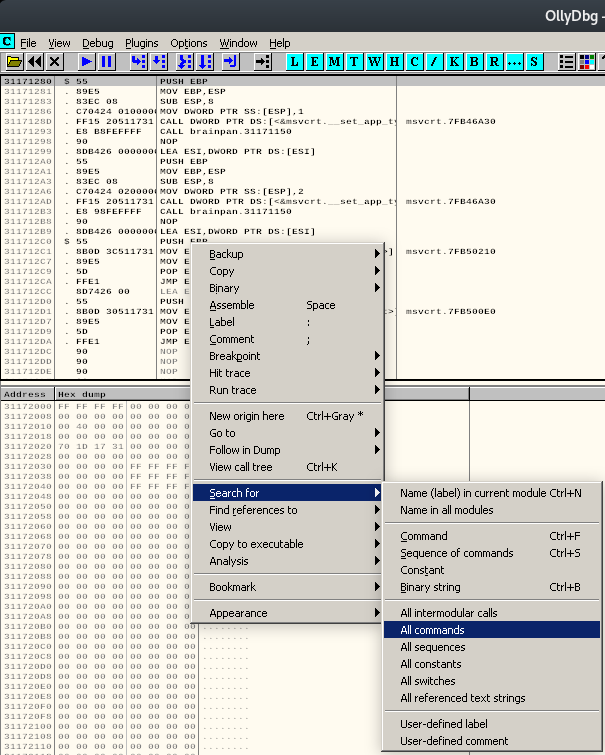 OllyDbg -
C File View Debug Plugins Options Window Help
L E M T W H C / K B R ... S
31171280 $ 55 PUSH EBP
31171281 . 89E5 MOV EBP,ESP
31171283 . 83EC 08 SUB ESP,8
31171286 . C70424 0100000 MOV DWORD PTR SS:[ESP],1
3117128D . FF15 20511731 CALL DWORD PTR DS:[<&msvcrt.__set_app_ty msvcrt.7FB46A30
31171293 . E8 B8FEFFFF CALL brainpan.31171150
31171298 . 90 NOP
31171299 . 8DB426 0000000 LEA ESI,DWORD PTR DS:[ESI]
311712A0 . 55 PUSH EBP
311712A1 . 89E5 MOV EBP,ESP
311712A3 . 83EC 08 SUB ESP,8
311712A6 . C70424 0200000 MOV DWORD PTR SS:[ESP],2
311712AD . FF15 20511731 CALL DWORD PTR DS:[<&msvcrt.__set_app_ty msvcrt.7FB46A30
311712B3 . E8 98FEFFFF CALL brainpan.31171150
311712B8 . 90 NOP
311712B9 . 8DB426 0000000 LEA ESI,DWORD PTR DS:[ESI]
311712C0 $ 55 PUSH EBP
311712C1 . 8B0D 3C511731 MOV E >] msvcrt.7FB50210
311712C7 . 89E5 MOV E
311712C9 . 5D POP E
311712CA . FFE1 JMP E
311712CC 8D7426 00 LEA E
311712D0 . 55 PUSH
311712D1 . 8B0D 30511731 MOV E :>] msvcrt.7FB500E0
311712D7 . 89E5 MOV E
311712D9 . 5D POP E
311712DA . FFE1 JMP E
311712DC 90 NOP
311712DD 90 NOP
311712DE 90 NOP
Backup
Copy
Binary
Assemble Space
Label :
Comment ;
Breakpoint
Hit trace
Run trace
New origin here Ctrl+Gray *
Go to
Follow in Dump
View call tree Ctrl+K
Search for
Find references to
View
Copy to executable
Analysis
Bookmark
Appearance
Name (label) in current module Ctrl+N
Name in all modules
Command Ctrl+F
Sequence of commands Ctrl+S
Constant
Binary string Ctrl+B
All intermodular calls
All commands
All sequences
All constants
All switches
All referenced text strings
User-defined label
User-defined comment
Address Hex dump
31172000 FF FF FF FF 00 00 00 0
31172008 00 00 00 00 00 00 00 0
31172010 00 40 00 00 00 00 00 0
31172018 00 00 00 00 00 00 00 0
31172020 70 1D 17 31 00 00 00 0
31172028 00 00 00 00 00 00 00 0
31172030 00 00 00 00 FF FF FF F
31172038 00 00 00 00 FF FF FF F
31172040 00 00 00 00 FF FF FF F
31172048 00 00 00 00 00 00 00 0
31172050 00 00 00 00 00 00 00 0
31172058 00 00 00 00 00 00 00 0
31172060 00 00 00 00 00 00 00 0
31172068 00 00 00 00 00 00 00 0
31172070 00 00 00 00 00 00 00 0
31172078 00 00 00 00 00 00 00 0
31172080 00 00 00 00 00 00 00 0
31172088 00 00 00 00 00 00 00 0
31172090 00 00 00 00 00 00 00 0
31172098 00 00 00 00 00 00 00 0
311720A0 00 00 00 00 00 00 00 0
311720A8 00 00 00 00 00 00 00 0
311720B0 00 00 00 00 00 00 00 00 ........
311720B8 00 00 00 00 00 00 00 00 ........
311720C0 00 00 00 00 00 00 00 00 ........
311720C8 00 00 00 00 00 00 00 00 ........
311720D0 00 00 00 00 00 00 00 00 ........
311720D8 00 00 00 00 00 00 00 00 ........
311720E0 00 00 00 00 00 00 00 00 ........
311720E8 00 00 00 00 00 00 00 00 ........
311720F0 00 00 00 00 00 00 00 00 ........
311720F8 00 00 00 00 00 00 00 00 ........
31172100 00 00 00 00 00 00 00 00 ........
31172108 00 00 00 00 00 00 00 00 ........
31172110 00 00 00 00 00 00 00 00 ........